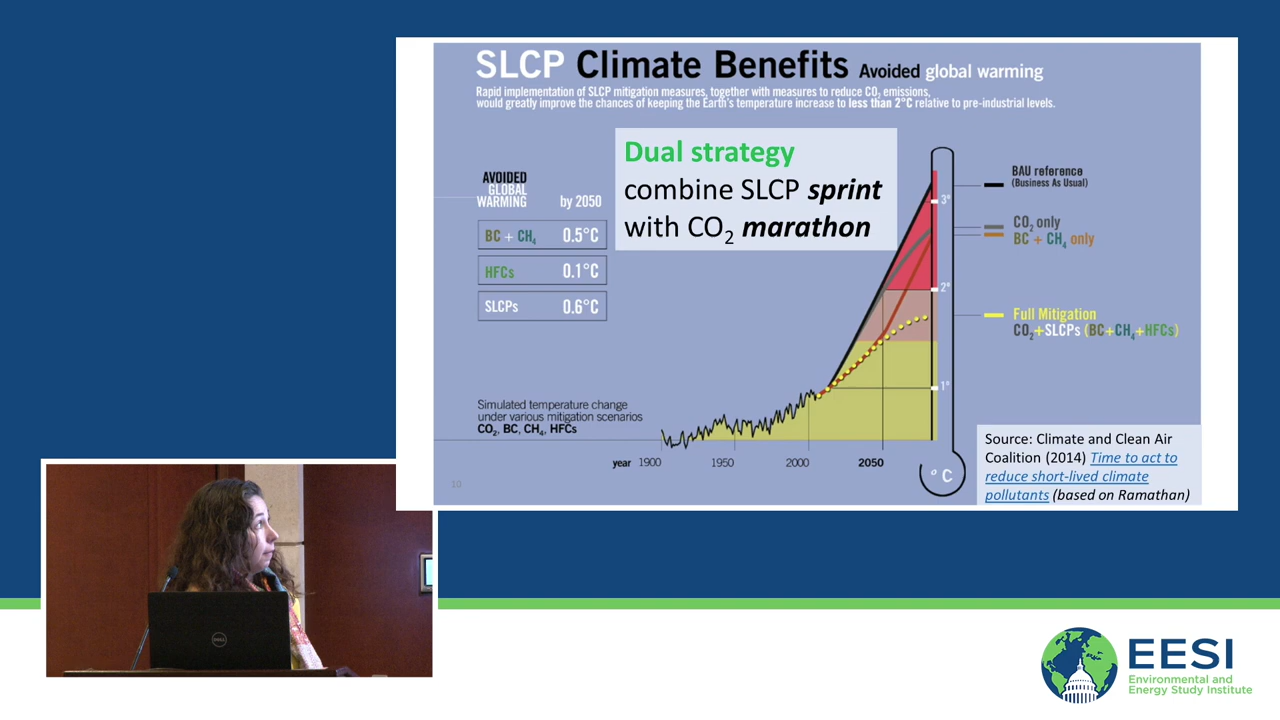 SLCP Climate Benefits Avoided global warming
Rapid implementation of SLCP mitigation measures, together with measures to reduce CO₂ emissions,
would greatly improve the chances of keeping the Earth's temperature increase to less than 2°C relative to pre-industrial levels.
Dual strategy
combine SLCP sprint
with CO₂ marathon
AVOIDED
GLOBAL
WARMING by 2050
BC + CH₄ 0.5°C
HFCs 0.1°C
SLCPs 0.6°C
BAU reference
(Business As Usual)
3°
CO₂ only
BC + CH₄ only
2°
Full Mitigation
CO₂+SLCPs (BC+CH₄+HFCs)
1°
Simulated temperature change
under various mitigation scenarios
CO₂, BC, CH₄, HFCs
year 1900 1950 2000 2050
° C
Source: Climate and Clean Air
Coalition (2014) Time to act to
reduce short-lived climate
pollutants (based on Ramathan)
10
DELL
EESI
Environmental and
Energy Study Institute